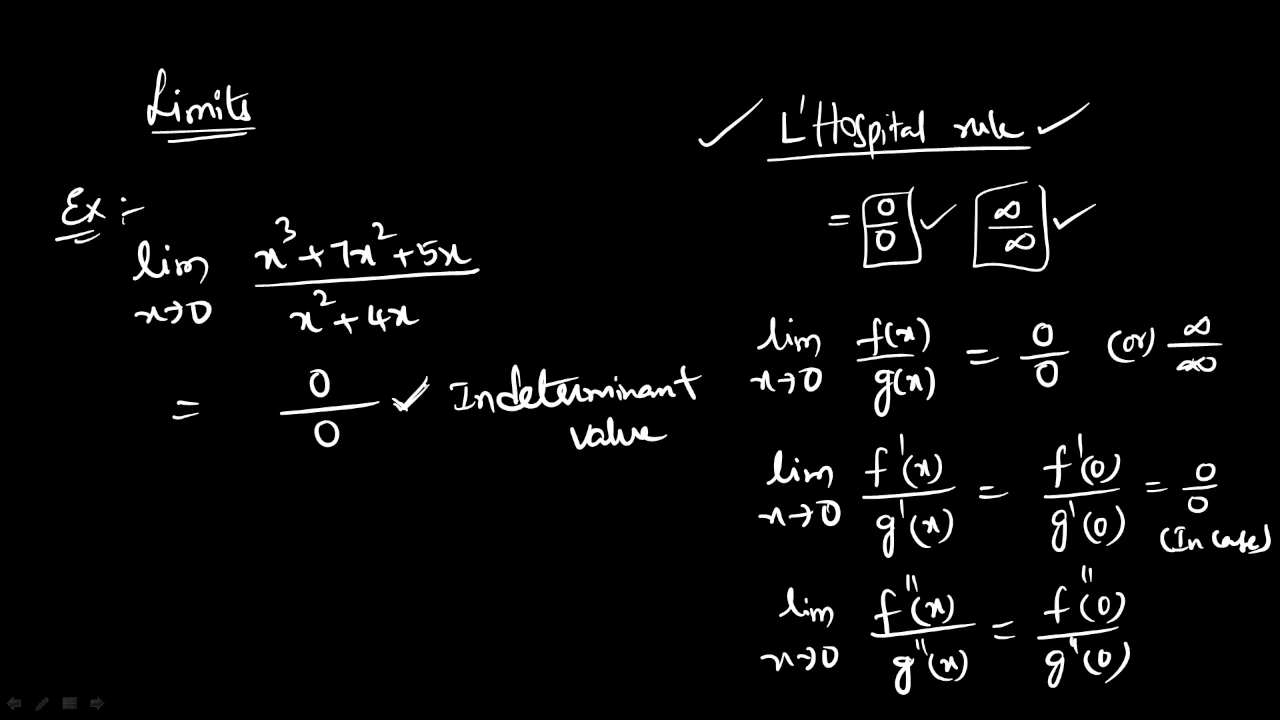 Limits
Ex :-
lim x→0 (x³ + 7x² + 5x) / (x² + 4x)
= 0/0 ✓ Indeterminant
value
✓ L'Hospital rule ✓
= 0/0 ✓ ∞/∞ ✓
lim x→0 f(x)/g(x) = 0/0 (or) ∞/∞
lim x→0 f'(x)/g'(x) = f'(0)/g'(0) = 0/0
(In case)
lim x→0 f''(x)/g''(x) = f''(0)/g''(0)